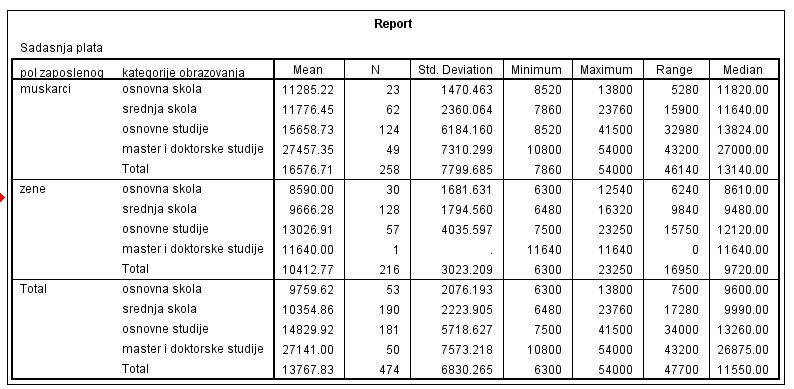 Report
Sadasnja plata
pol zaposlenog kategorije obrazovanja Mean N Std. Deviation Minimum Maximum Range Median
muskarci osnovna skola 11285.22 23 1470.463 8520 13800 5280 11820.00
srednja skola 11776.45 62 2360.064 7860 23760 15900 11640.00
osnovne studije 15658.73 124 6184.160 8520 41500 32980 13824.00
master i doktorske studije 27457.35 49 7310.299 10800 54000 43200 27000.00
Total 16576.71 258 7799.685 7860 54000 46140 13140.00
zene osnovna skola 8590.00 30 1681.631 6300 12540 6240 8610.00
srednja skola 9666.28 128 1794.560 6480 16320 9840 9480.00
osnovne studije 13026.91 57 4035.597 7500 23250 15750 12120.00
master i doktorske studije 11640.00 1 . 11640 11640 0 11640.00
Total 10412.77 216 3023.209 6300 23250 16950 9720.00
Total osnovna skola 9759.62 53 2076.193 6300 13800 7500 9600.00
srednja skola 10354.86 190 2223.905 6480 23760 17280 9990.00
osnovne studije 14829.92 181 5718.627 7500 41500 34000 13260.00
master i doktorske studije 27141.00 50 7573.218 10800 54000 43200 26875.00
Total 13767.83 474 6830.265 6300 54000 47700 11550.00